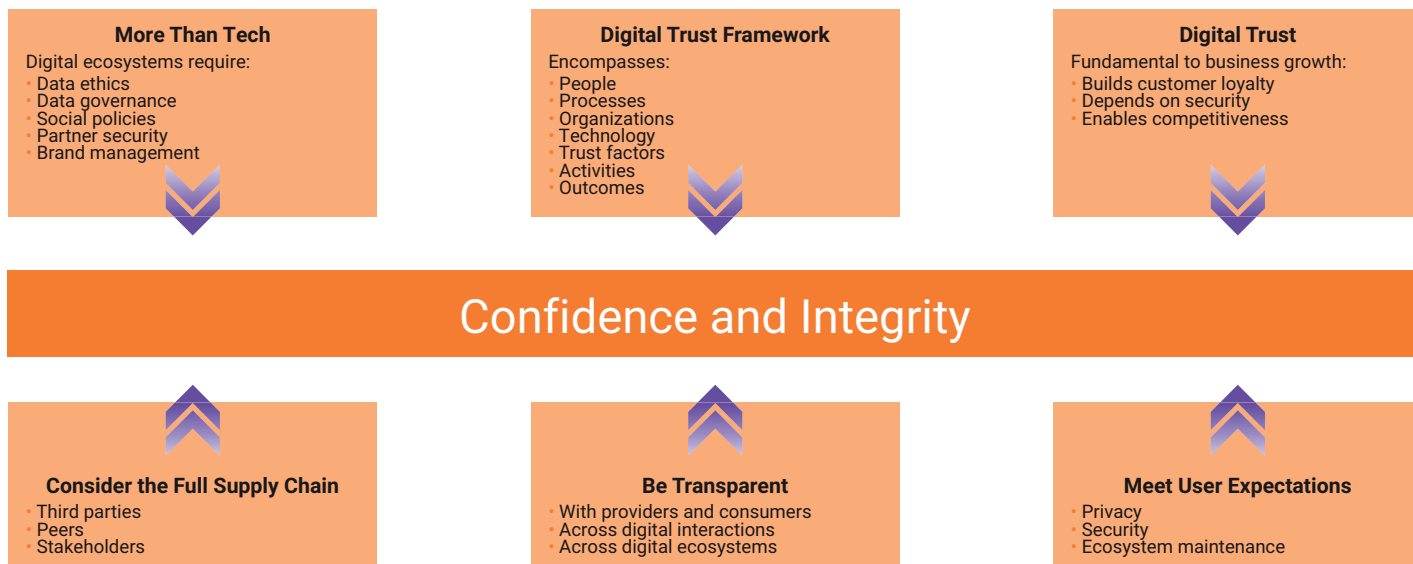 More Than Tech
Digital ecosystems require:
• Data ethics
• Data governance
• Social policies
• Partner security
• Brand management
Digital Trust Framework
Encompasses:
• People
• Processes
• Organizations
• Technology
• Trust factors
• Activities
• Outcomes
Digital Trust
Fundamental to business growth:
• Builds customer loyalty
• Depends on security
• Enables competitiveness
Confidence and Integrity
Consider the Full Supply Chain
• Third parties
• Peers
• Stakeholders
Be Transparent
• With providers and consumers
• Across digital interactions
• Across digital ecosystems
Meet User Expectations
• Privacy
• Security
• Ecosystem maintenance